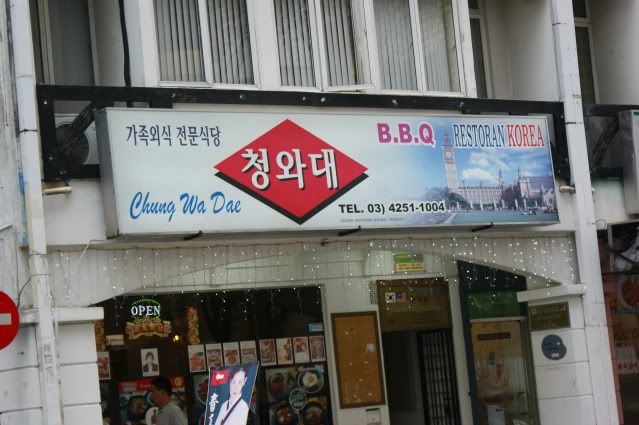 가족외식 전문식당
청와대
Chung Wa Dae
B.B.Q
RESTORAN KOREA
TEL. 03) 4251-1004
OPEN